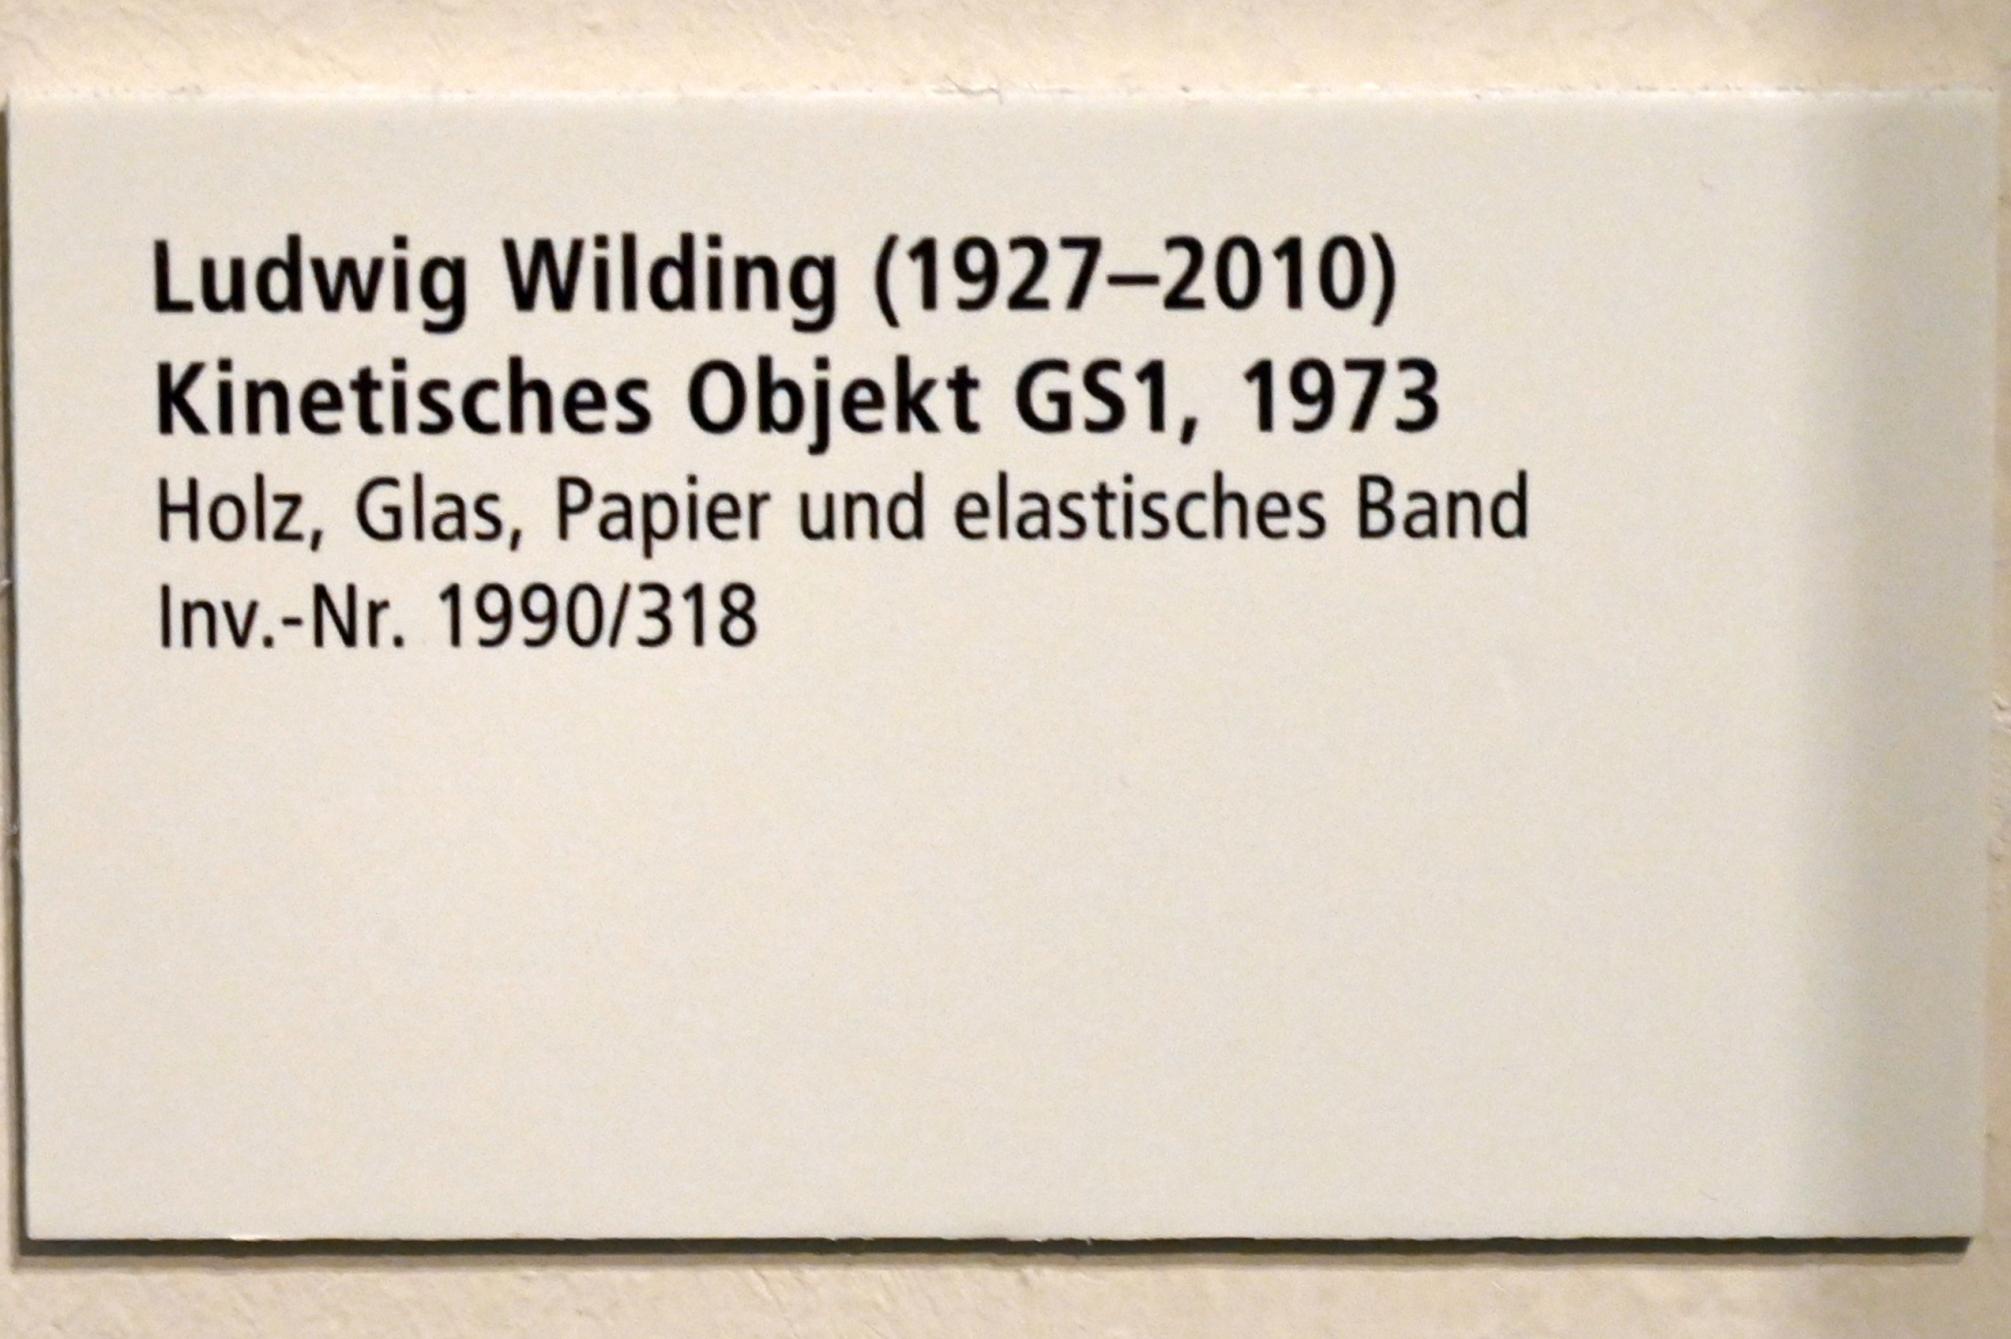 Ludwig Wilding (1927–2010)
Kinetisches Objekt GS1, 1973
Holz, Glas, Papier und elastisches Band
Inv.-Nr. 1990/318